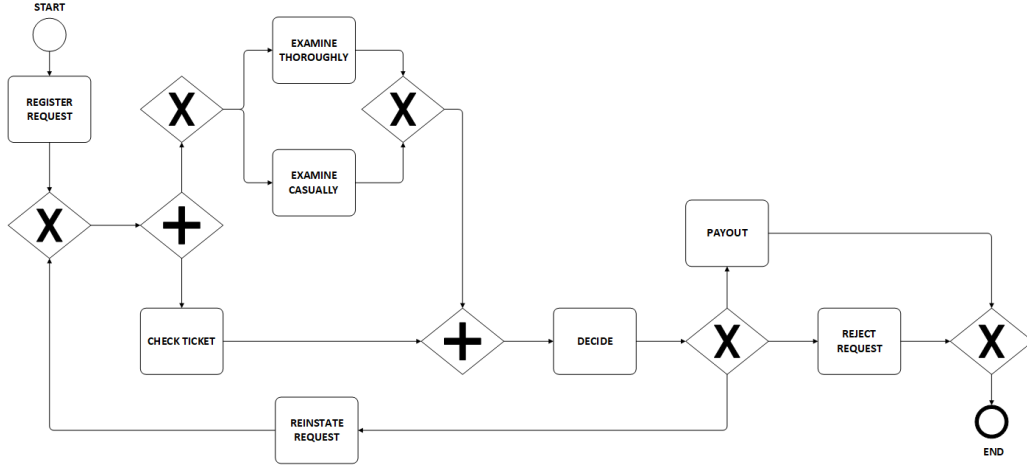 START
REGISTER
REQUEST
X
X
+
EXAMINE
THOROUGHLY
EXAMINE
CASUALLY
X
CHECK TICKET
+
DECIDE
X
PAYOUT
REJECT
REQUEST
X
REINSTATE
REQUEST
END